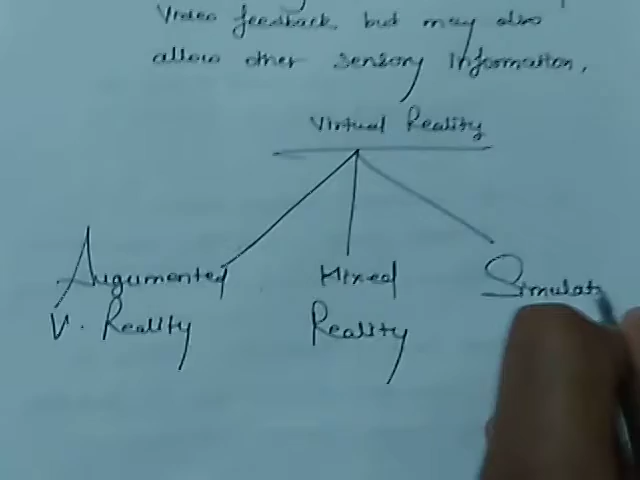 Video feedback, but may also
allow other sensory information.
Virtual Reality
Augumented Mixed Simulat
V. Reality Reality